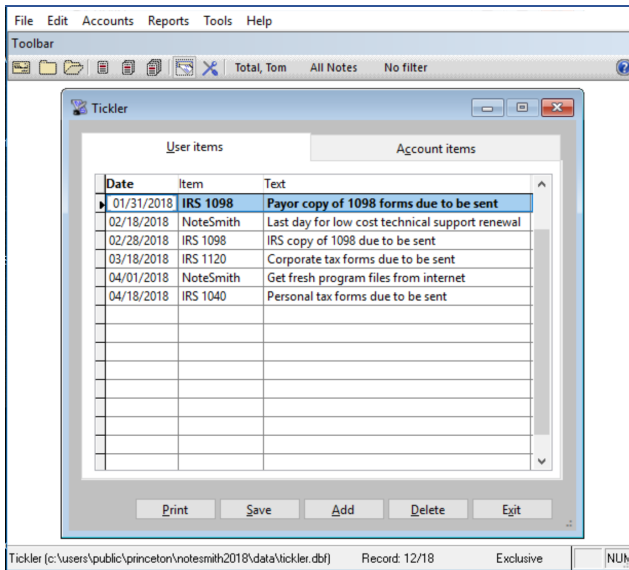 File Edit Accounts Reports Tools Help
Toolbar
Total, Tom All Notes No filter ?
Tickler
User items Account items
Date Item Text
01/31/2018 IRS 1098 Payor copy of 1098 forms due to be sent
02/18/2018 NoteSmith Last day for low cost technical support renewal
02/28/2018 IRS 1098 IRS copy of 1098 due to be sent
03/18/2018 IRS 1120 Corporate tax forms due to be sent
04/01/2018 NoteSmith Get fresh program files from internet
04/18/2018 IRS 1040 Personal tax forms due to be sent
Print Save Add Delete Exit
Tickler (c:\users\public\princeton\notesmith2018\data\tickler.dbf) Record: 12/18 Exclusive NUM